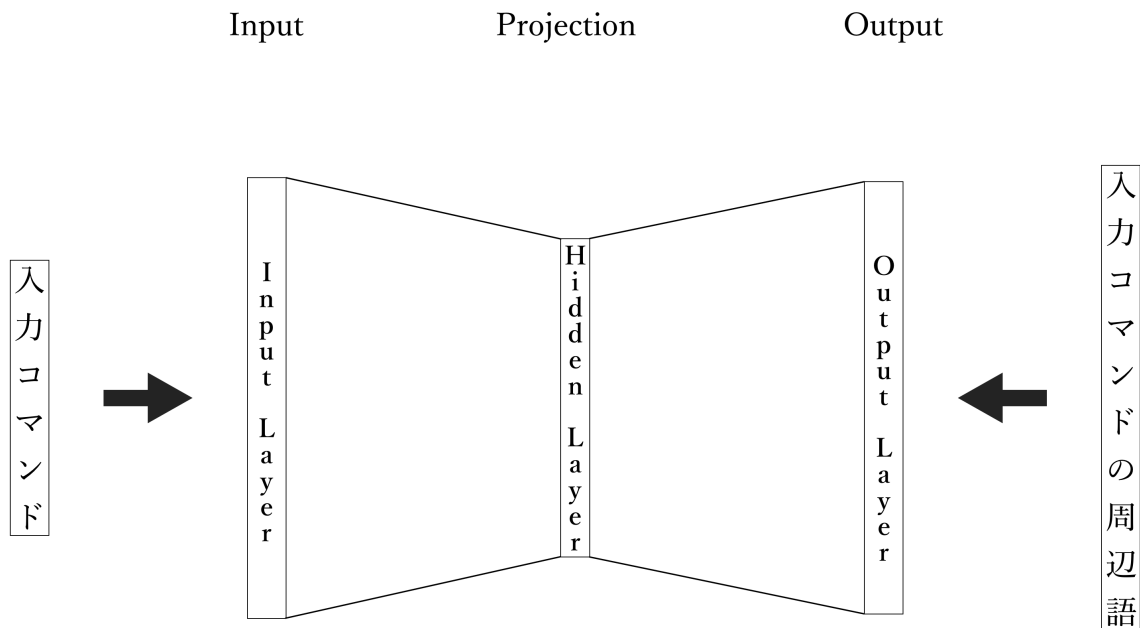 Input
Projection
Output
入力コマンド
Input Layer
Hidden Layer
Output Layer
入力コマンドの周辺語